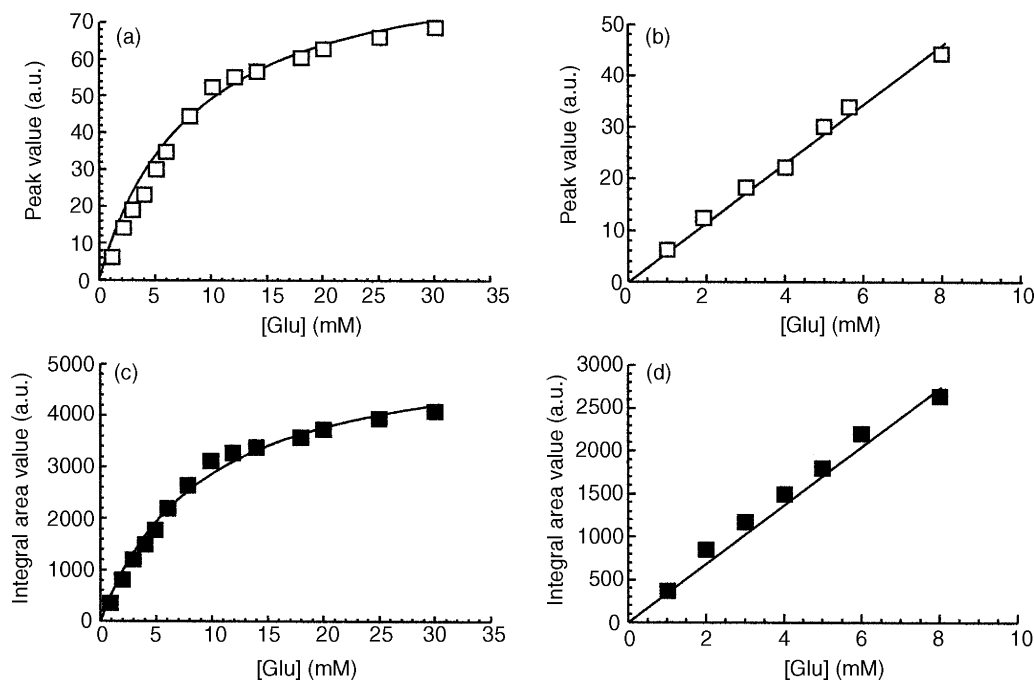 (a)
Peak value (a.u.)
70
60
50
40
30
20
10
0
0 5 10 15 20 25 30 35
[Glu] (mM)
(b)
Peak value (a.u.)
50
40
30
20
10
0
0 2 4 6 8 10
[Glu] (mM)
(c)
Integral area value (a.u.)
5000
4000
3000
2000
1000
0
0 5 10 15 20 25 30 35
[Glu] (mM)
(d)
Integral area value (a.u.)
3000
2500
2000
1500
1000
500
0
0 2 4 6 8 10
[Glu] (mM)